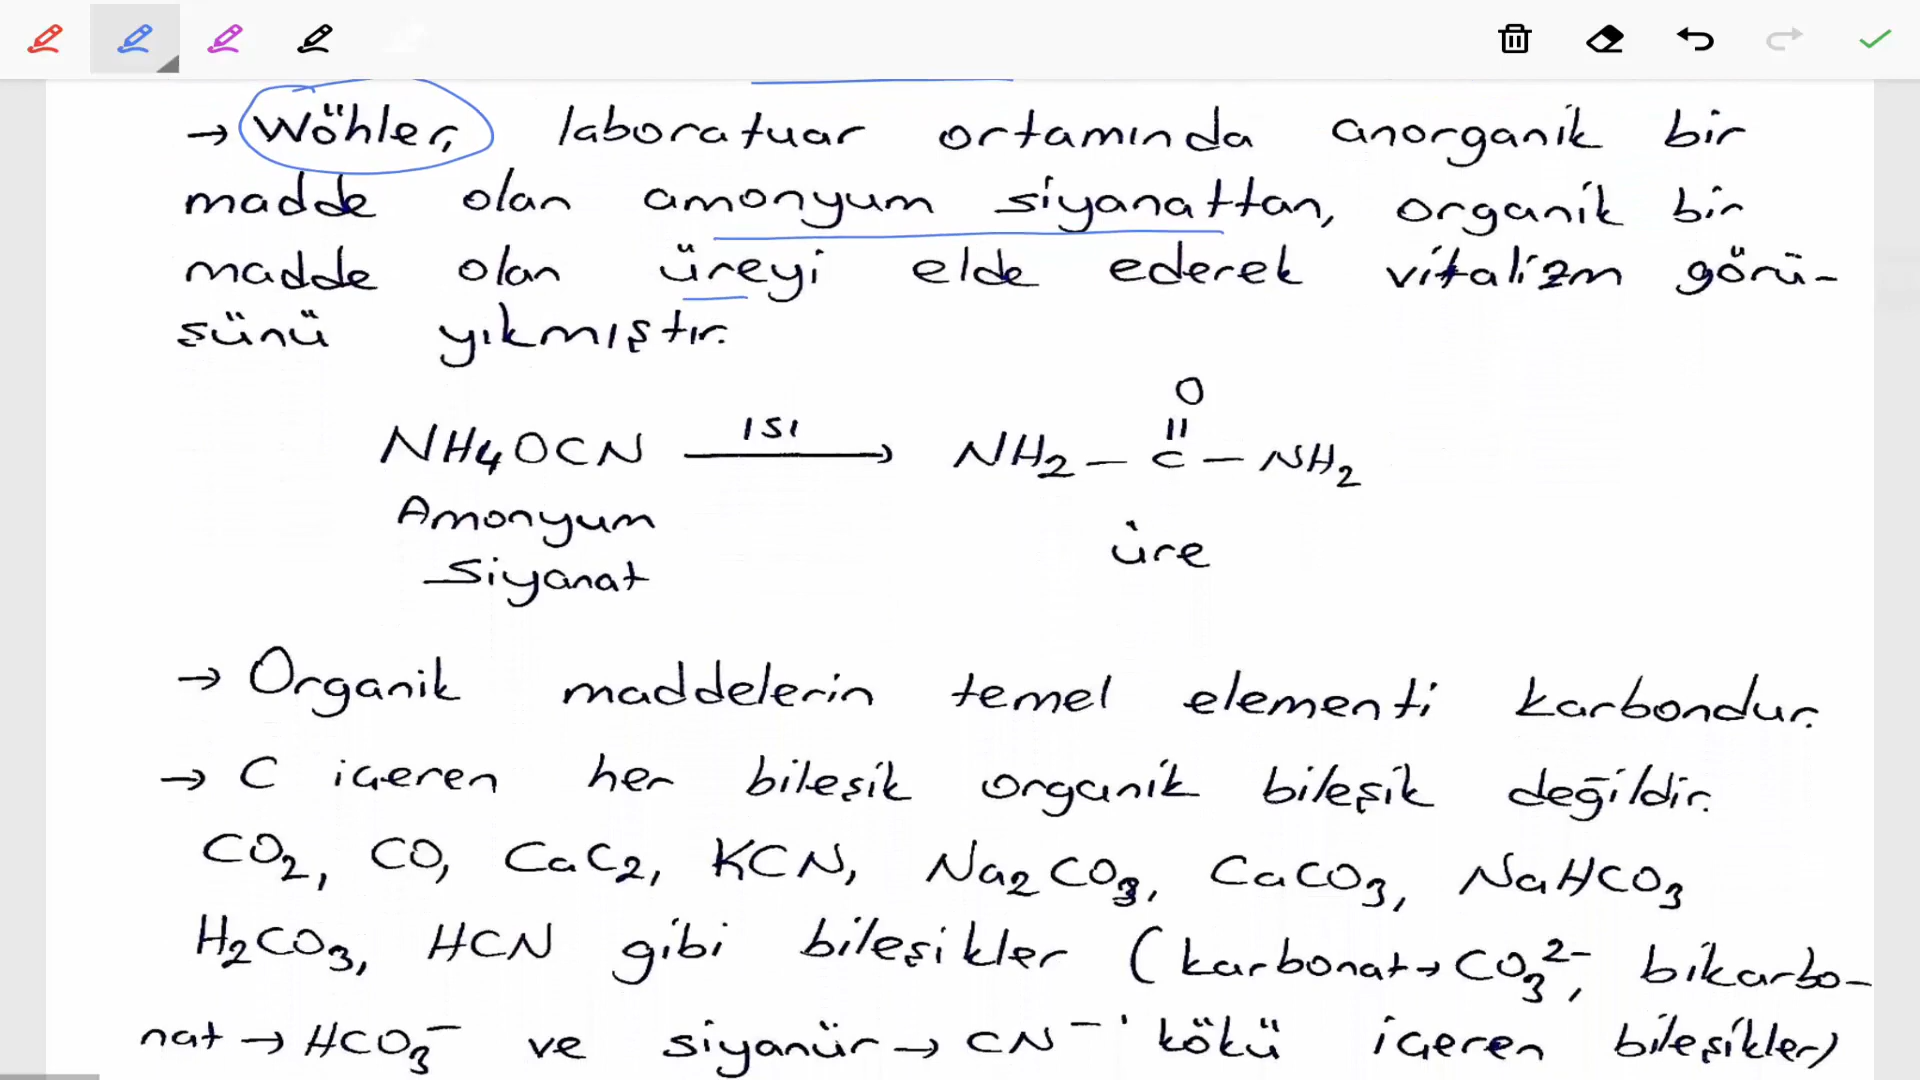 → Wöhler, laboratuar ortamında anorganik bir
madde olan amonyum siyanattan, organik bir
madde olan üreyi elde ederek vitalizm görü-
şünü yıkmıştır.
O
NH4OCN ISI → NH2 – C – NH2
Amonyum
Siyanat
üre
→ Organik maddelerin temel elementi karbondur.
→ C içeren her bileşik organik bileşik değildir.
CO2, CO, CaC2, KCN, Na2CO3, CaCO3, NaHCO3
H2CO3, HCN gibi bileşikler (karbonat → CO3²⁻, bikarbo-
nat → HCO3⁻ ve siyanür → CN⁻ kökü içeren bileşikler)